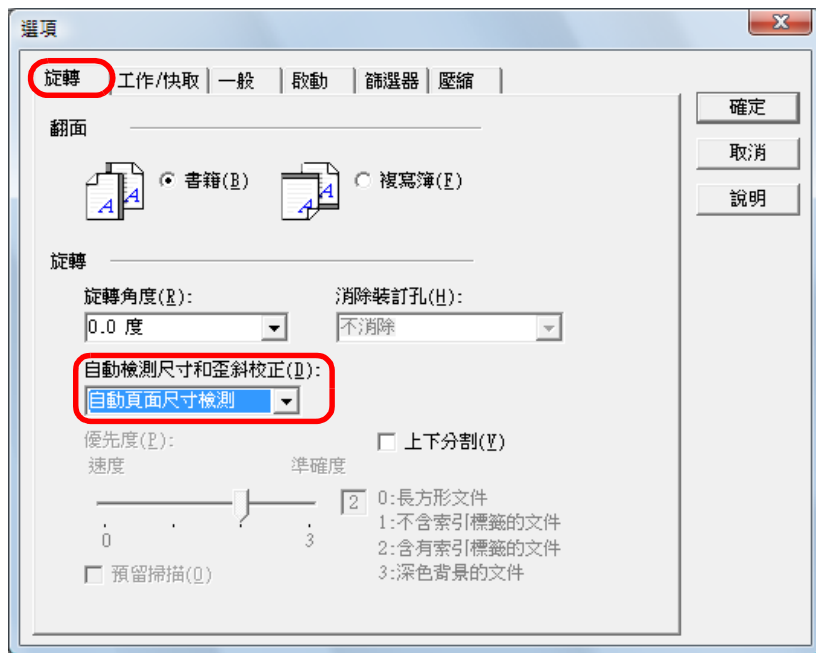 選項
旋轉 工作/快取 一般 啟動 篩選器 壓縮
確定
翻面
取消
書籍(B) 複寫簿(F)
說明
旋轉
旋轉角度(R): 消除裝訂孔(H):
0.0 度 不消除
自動檢測尺寸和歪斜校正(D):
自動頁面尺寸檢測
優先度(P): 上下分割(V)
速度 準確度
2 0:長方形文件
1:不含索引標籤的文件
0 3 2:含有索引標籤的文件
預留掃描(O) 3:深色背景的文件